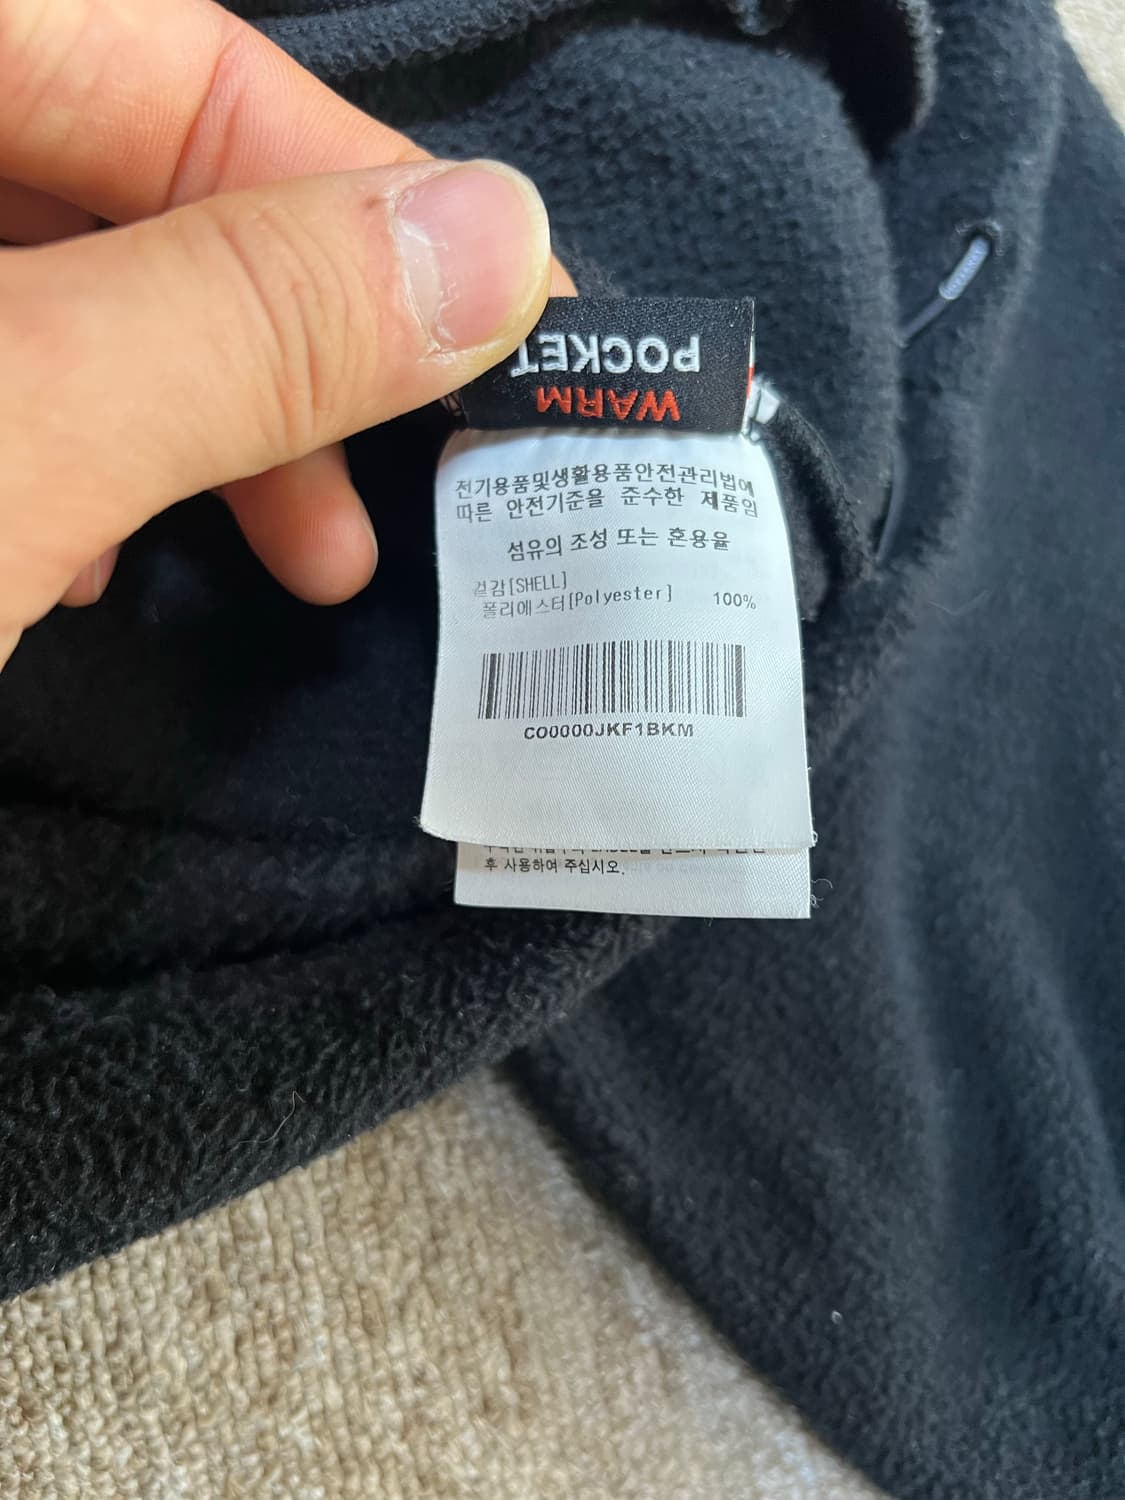 WARM
POCKET
전기용품및생활용품안전관리법에
따른 안전기준을 준수한 제품임
섬유의 조성 또는 혼용율
겉감[SHELL]
폴리에스터[Polyester] 100%
CO0000JKF1BKM
후 사용하여 주십시오.